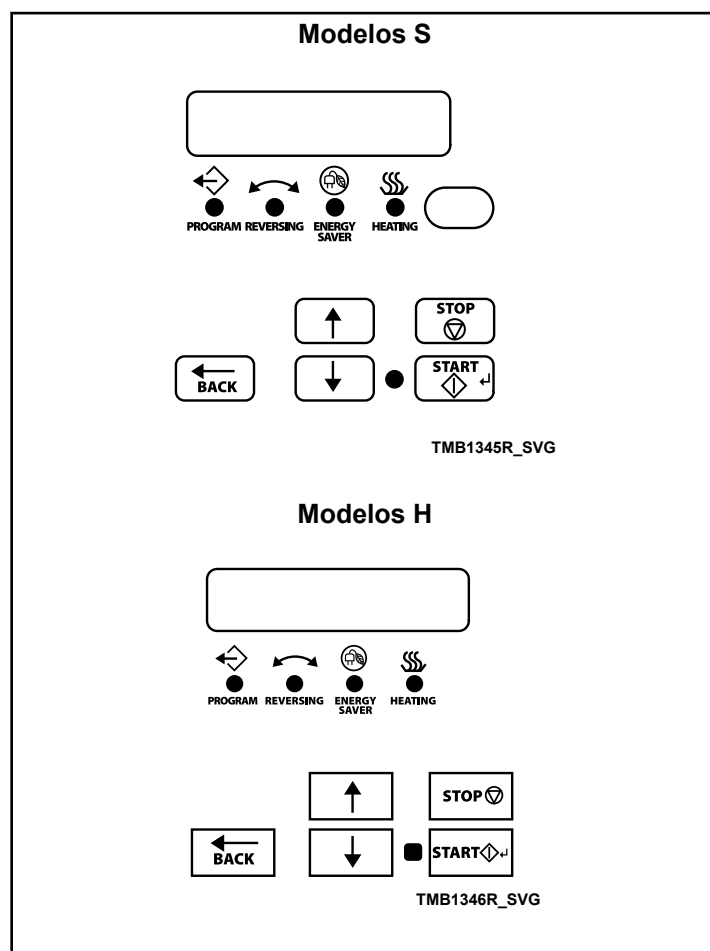 Modelos S
PROGRAM REVERSING ENERGY SAVER HEATING
STOP
BACK
START
TMB1345R_SVG
Modelos H
PROGRAM REVERSING ENERGY SAVER HEATING
STOP
BACK
START
TMB1346R_SVG